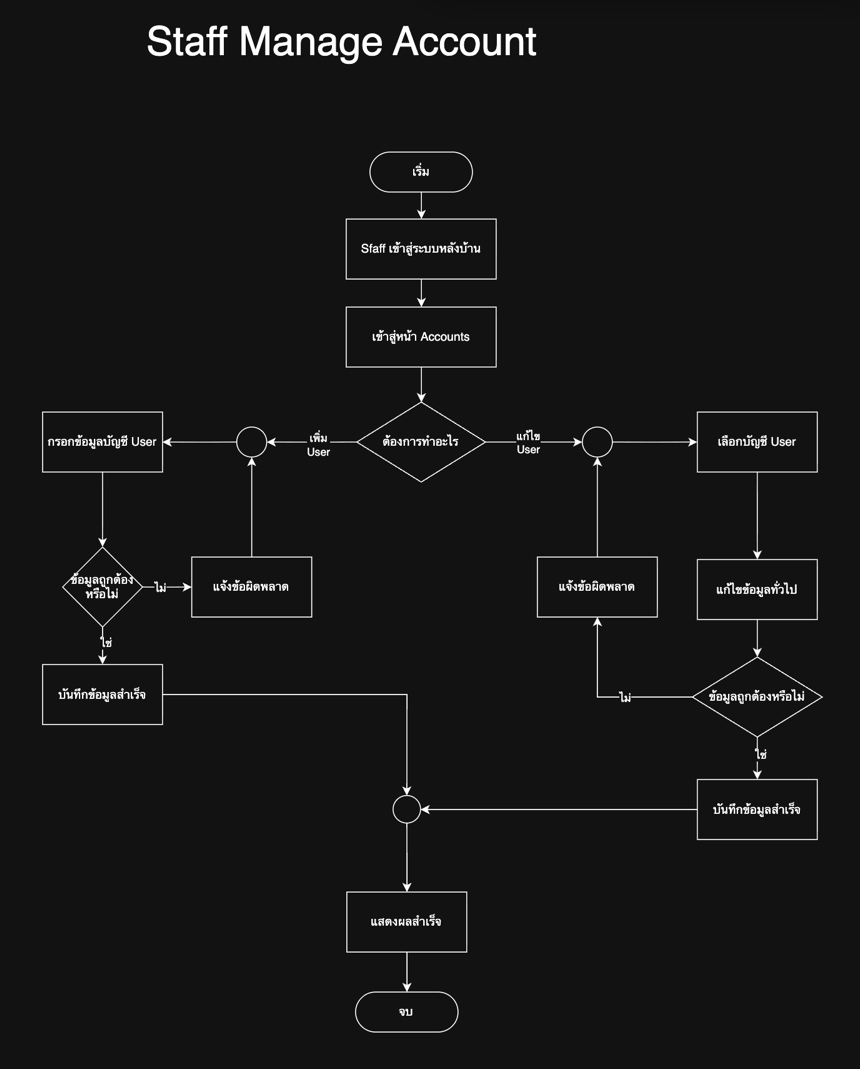 Staff Manage Account
เริ่ม
Sfaff เข้าสู่ระบบหลังบ้าน
เข้าสู่หน้า Accounts
ต้องการทำอะไร
เพิ่ม
User
แก้ไข
User
กรอกข้อมูลบัญชี User
เลือกบัญชี User
ข้อมูลถูกต้อง
หรือไม่
ไม่
แจ้งข้อผิดพลาด
แจ้งข้อผิดพลาด
แก้ไขข้อมูลทั่วไป
ใช่
บันทึกข้อมูลสำเร็จ
ไม่
ข้อมูลถูกต้องหรือไม่
ใช่
บันทึกข้อมูลสำเร็จ
แสดงผลสำเร็จ
จบ